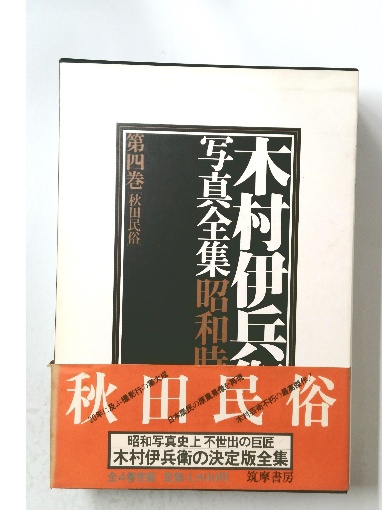 木村伊兵衛
写真全集
昭和時
第四巻 秋田民俗
秋田民俗
昭和写真史上不世出の巨匠
木村伊兵衛の決定版全集
筑摩書房